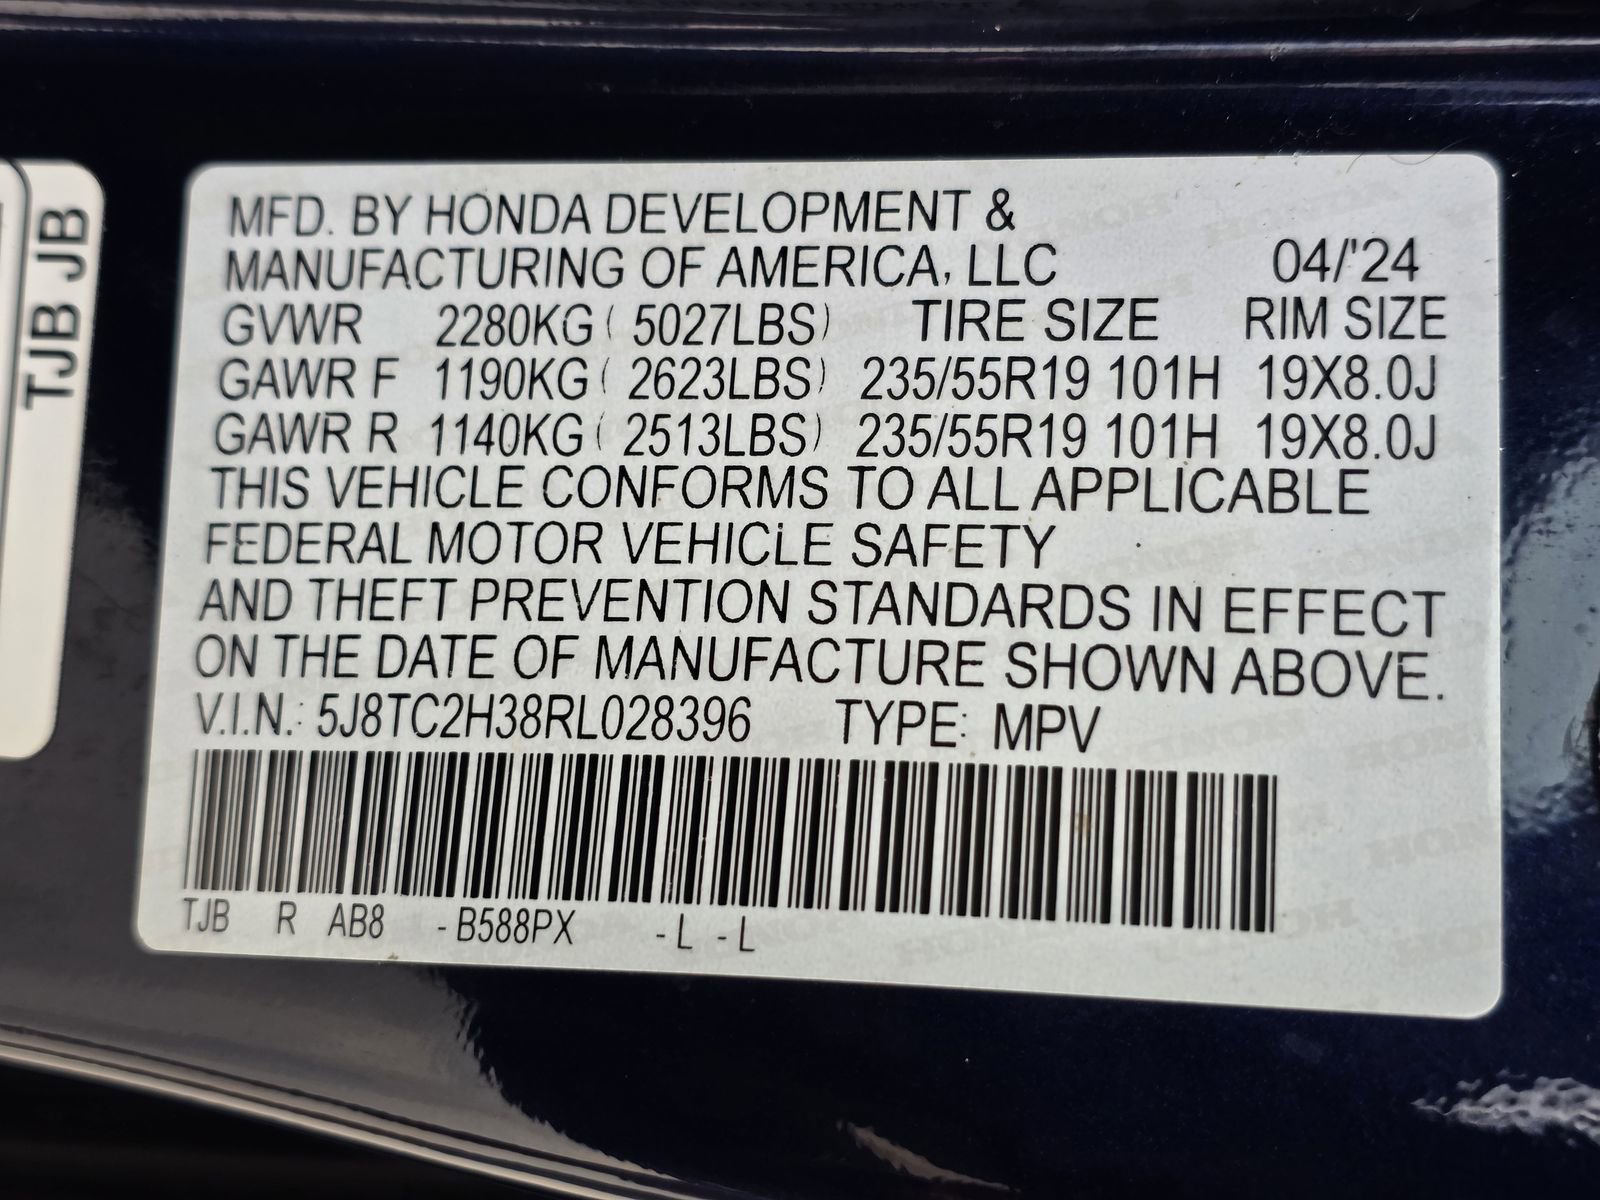 TJB JB
MFD. BY HONDA DEVELOPMENT &
MANUFACTURING OF AMERICA, LLC 04/'24
GVWR 2280KG ( 5027LBS) TIRE SIZE RIM SIZE
GAWR F 1190KG ( 2623LBS) 235/55R19 101H 19X8.0J
GAWR R 1140KG ( 2513LBS) 235/55R19 101H 19X8.0J
THIS VEHICLE CONFORMS TO ALL APPLICABLE
FEDERAL MOTOR VEHICLE SAFETY
AND THEFT PREVENTION STANDARDS IN EFFECT
ON THE DATE OF MANUFACTURE SHOWN ABOVE.
V.I.N.: 5J8TC2H38RL028396 TYPE: MPV
TJB R AB8 -B588PX -L -L